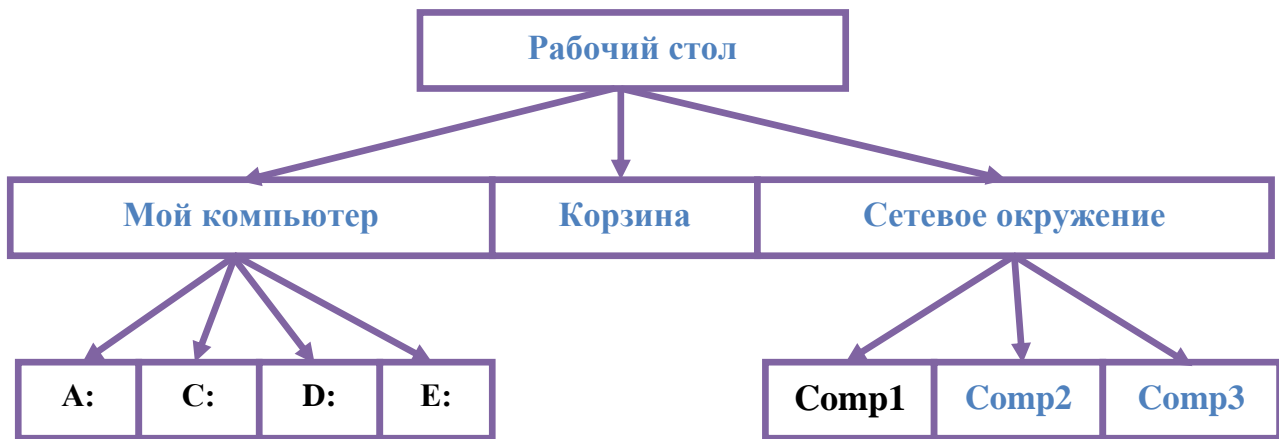 Рабочий стол
Мой компьютер Корзина Сетевое окружение
A: C: D: E: Comp1 Comp2 Comp3